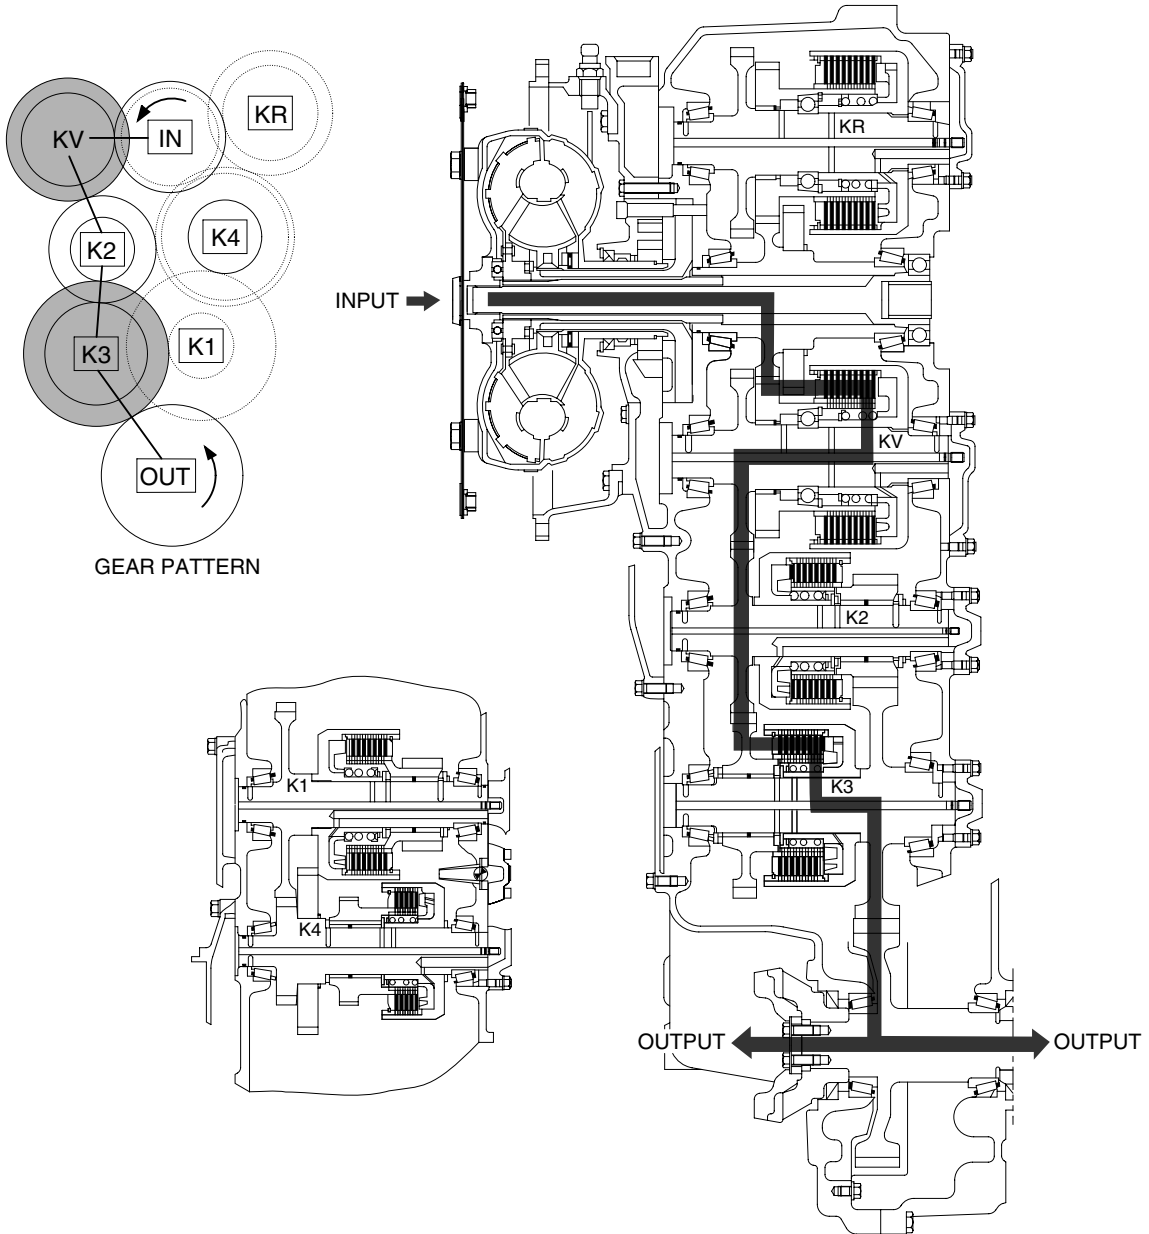 KV
IN
KR
K2
K4
K3
K1
OUT
GEAR PATTERN
INPUT
KR
KV
K2
K3
K1
K4
OUTPUT
OUTPUT